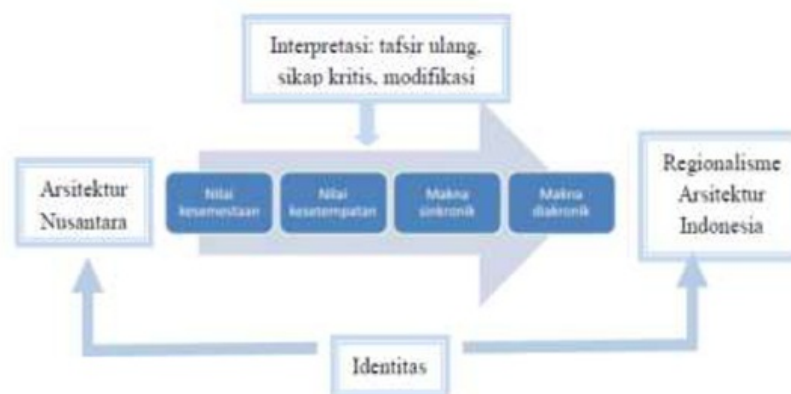 Interpretasi: tafsir ulang,
sikap kritis, modifikasi
Arsitektur
Nusantara
Nilai
kesemestaan
Nilai
kesetempatan
Makna
sinkronik
Makna
diakronik
Regionalisme
Arsitektur
Indonesia
Identitas